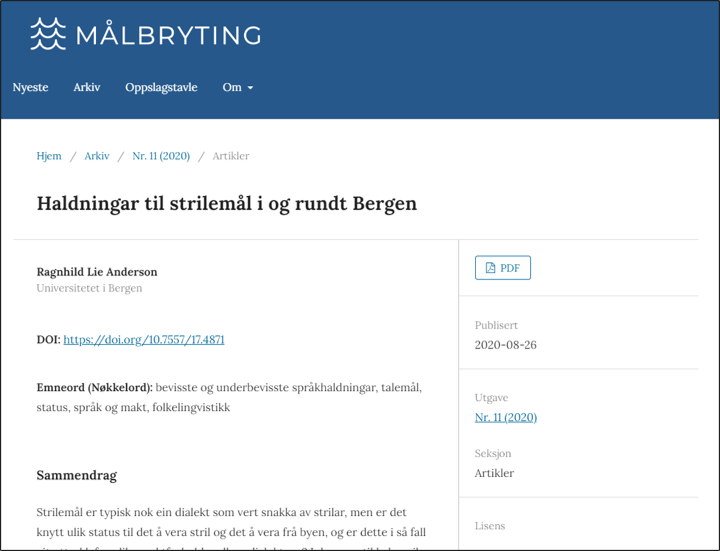 MÅLBRYTING
Nyeste Arkiv Oppslagstavle Om
Hjem / Arkiv / Nr. 11 (2020) / Artikler
Haldningar til strilemål i og rundt Bergen
Ragnhild Lie Anderson
Universitetet i Bergen
DOI: https://doi.org/10.7557/17.4871
Emneord (Nøkkelord): bevisste og underbevisste språkhaldningar, talemål,
status, språk og makt, folkelingvistikk
Sammendrag
Strilemål er typisk nok ein dialekt som vert snakka av strilar, men er det
knytt ulik status til det å vera stril og det å vera frå byen, og er dette i så fall
PDF
Publisert
2020-08-26
Utgave
Nr. 11 (2020)
Seksjon
Artikler
Lisens